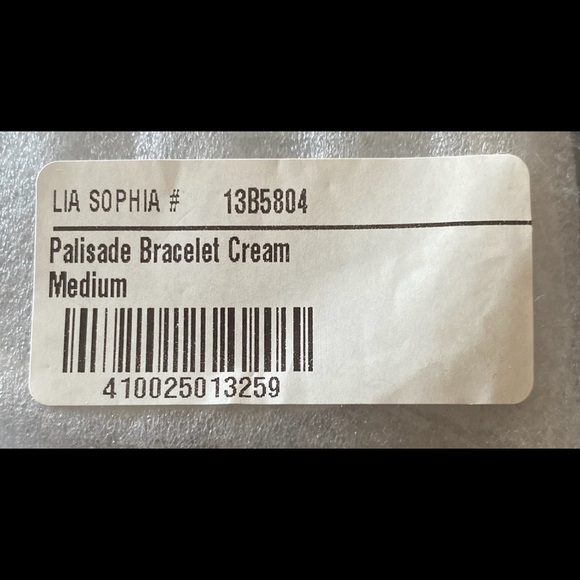 LIA SOPHIA # 13B5804
Palisade Bracelet Cream
Medium
410025013259